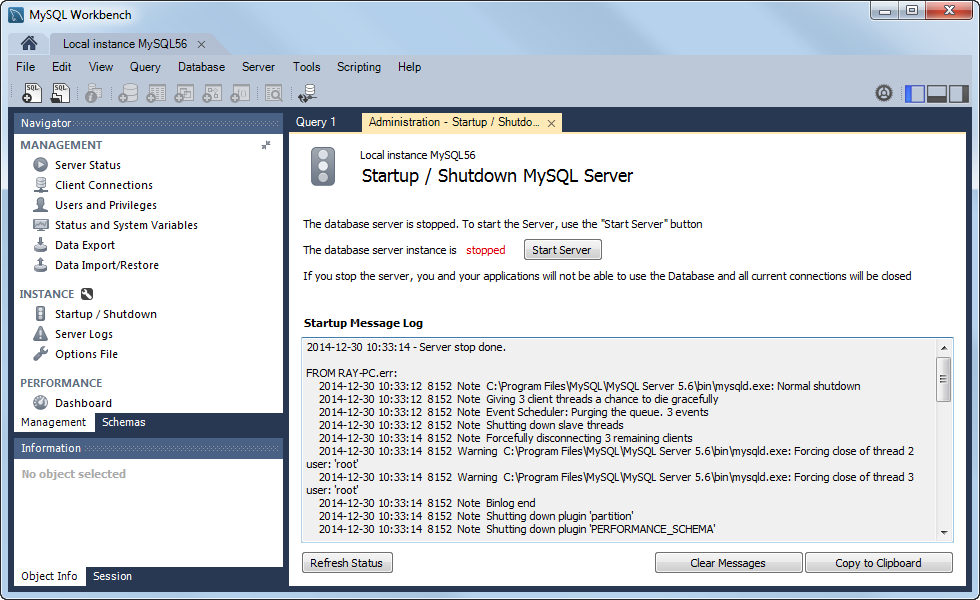 MySQL Workbench
Local instance MySQL56
File Edit View Query Database Server Tools Scripting Help
SQL SQL
Navigator
MANAGEMENT
Server Status
Client Connections
Users and Privileges
Status and System Variables
Data Export
Data Import/Restore
INSTANCE
Startup / Shutdown
Server Logs
Options File
PERFORMANCE
Dashboard
Management Schemas
Information
No object selected
Object Info Session
Query 1 Administration - Startup / Shutdo...
Local instance MySQL56
Startup / Shutdown MySQL Server
The database server is stopped. To start the Server, use the "Start Server" button
The database server instance is stopped Start Server
If you stop the server, you and your applications will not be able to use the Database and all current connections will be closed
Startup Message Log
2014-12-30 10:33:14 - Server stop done.
FROM RAY-PC.err:
2014-12-30 10:33:12 8152 Note C:\Program Files\MySQL\MySQL Server 5.6\bin\mysqld.exe: Normal shutdown
2014-12-30 10:33:12 8152 Note Giving 3 client threads a chance to die gracefully
2014-12-30 10:33:12 8152 Note Event Scheduler: Purging the queue. 3 events
2014-12-30 10:33:12 8152 Note Shutting down slave threads
2014-12-30 10:33:14 8152 Note Forcefully disconnecting 3 remaining clients
2014-12-30 10:33:14 8152 Warning C:\Program Files\MySQL\MySQL Server 5.6\bin\mysqld.exe: Forcing close of thread 2
user: 'root'
2014-12-30 10:33:14 8152 Warning C:\Program Files\MySQL\MySQL Server 5.6\bin\mysqld.exe: Forcing close of thread 3
user: 'root'
2014-12-30 10:33:14 8152 Note Binlog end
2014-12-30 10:33:14 8152 Note Shutting down plugin 'partition'
2014-12-30 10:33:14 8152 Note Shutting down plugin 'PERFORMANCE_SCHEMA'
Refresh Status Clear Messages Copy to Clipboard